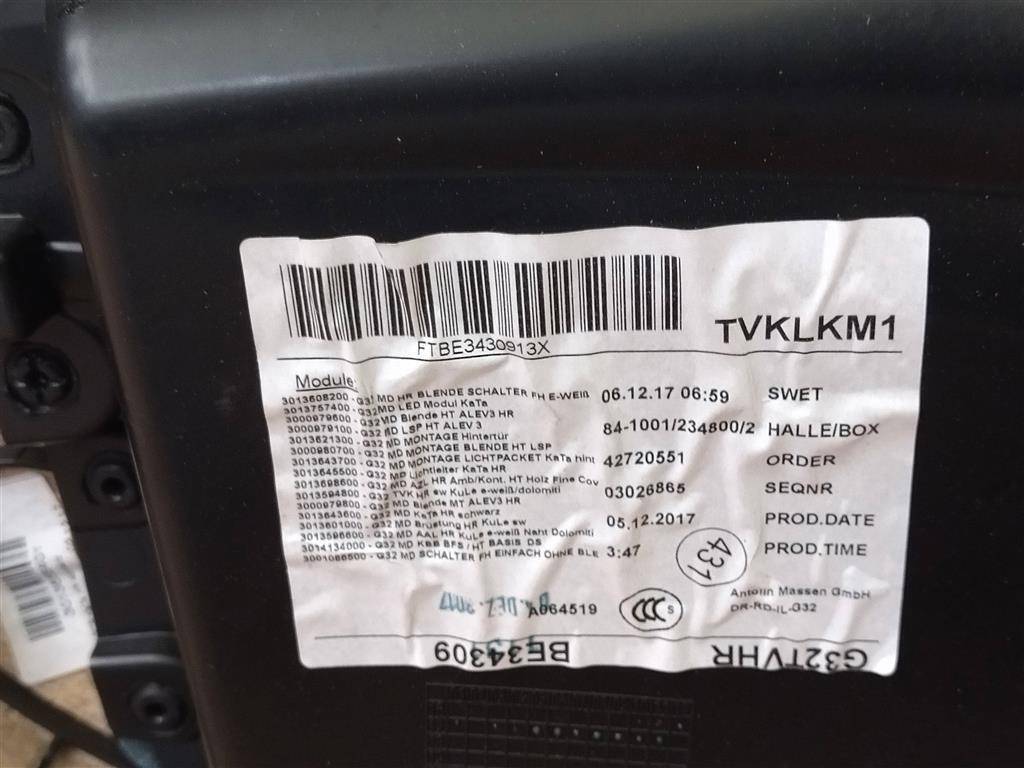 FTBE3430913X
TVKLKM1
Module:
3013608200 - G32 MD HR BLENDE SCHALTER FH E-WEIß
3013757400 - G32MD LED Modul KaTa
3000979600 - G32MD Blende HT ALEV3 HR
3000979100 - G32 MD LSP HT ALEV 3
3013621300 - G32 MD MONTAGE Hintertür
3000980700 - G32 MD MONTAGE BLENDE HT LSP
3013643700 - G32 MD MONTAGE LICHTPACKET KaTa hint
3013645500 - G32 MD Lichtleiter KaTa HR
3013698600 - G32 MD AZL HR Amb/Kont. HT Holz Fine Cov
3013594800 - G32 TVK HR sw KuLe e-weiß/dolomiti
3000979800 - G32 MD Blende MT ALEV3 HR
3013643600 - G32 MD KaTa HR schwarz
3013601000 - G32 MD Brüstung HR KuLe sw
3013596600 - G32 MD AAL HR KuLe e-weiß Naht Dolomiti
3014134000 - G32 MD KBB BFS / HT BASIS DS
3001086500 - G32 MD SCHALTER FH EINFACH OHNE BLE
06.12.17 06:59 SWET
84-1001/234800/2 HALLE/BOX
42720551 ORDER
03026865 SEQNR
05.12.2017 PROD.DATE
3:47 PROD.TIME
431
DEZ. 2017
A064519
CCC S
Antolin Massen GmbH
DR-RD-IL-G32
BE34309
G32TVHR